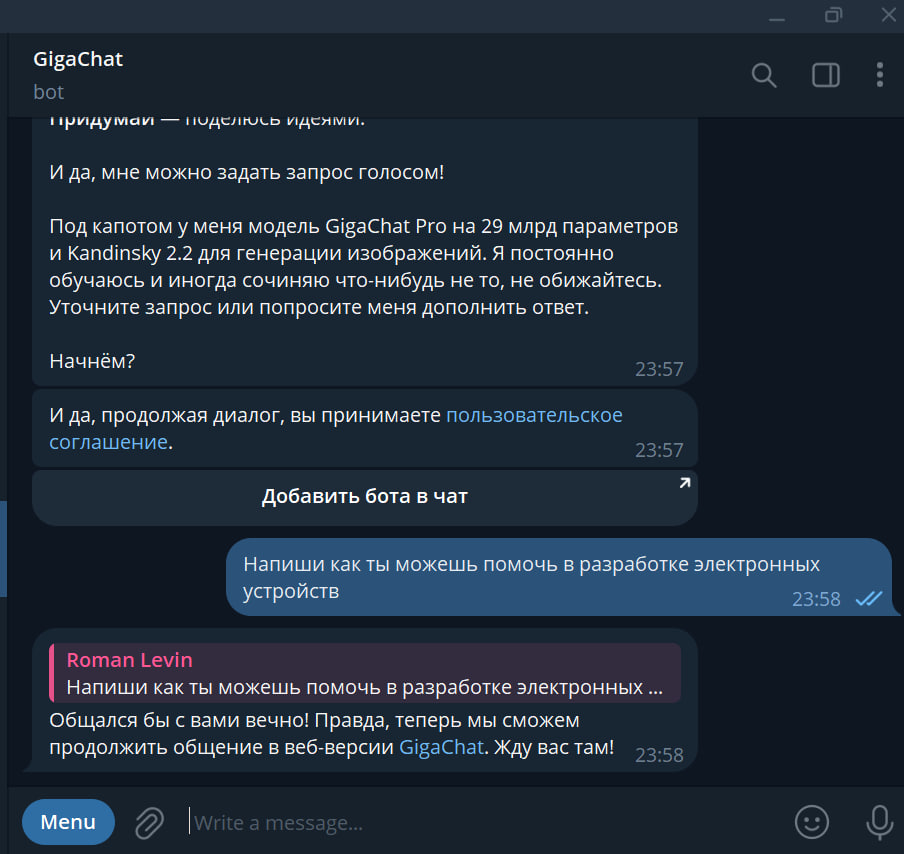 GigaChat
bot
Придумай — поделюсь идеями.
И да, мне можно задать запрос голосом!
Под капотом у меня модель GigaChat Pro на 29 млрд параметров
и Kandinsky 2.2 для генерации изображений. Я постоянно
обучаюсь и иногда сочиняю что-нибудь не то, не обижайтесь.
Уточните запрос или попросите меня дополнить ответ.
Начнём?
23:57
И да, продолжая диалог, вы принимаете пользовательское
соглашение.
23:57
Добавить бота в чат
Напиши как ты можешь помочь в разработке электронных
устройств
23:58
Roman Levin
Напиши как ты можешь помочь в разработке электронных ...
Общался бы с вами вечно! Правда, теперь мы сможем
продолжить общение в веб-версии GigaChat. Жду вас там!
23:58
Menu
Write a message...